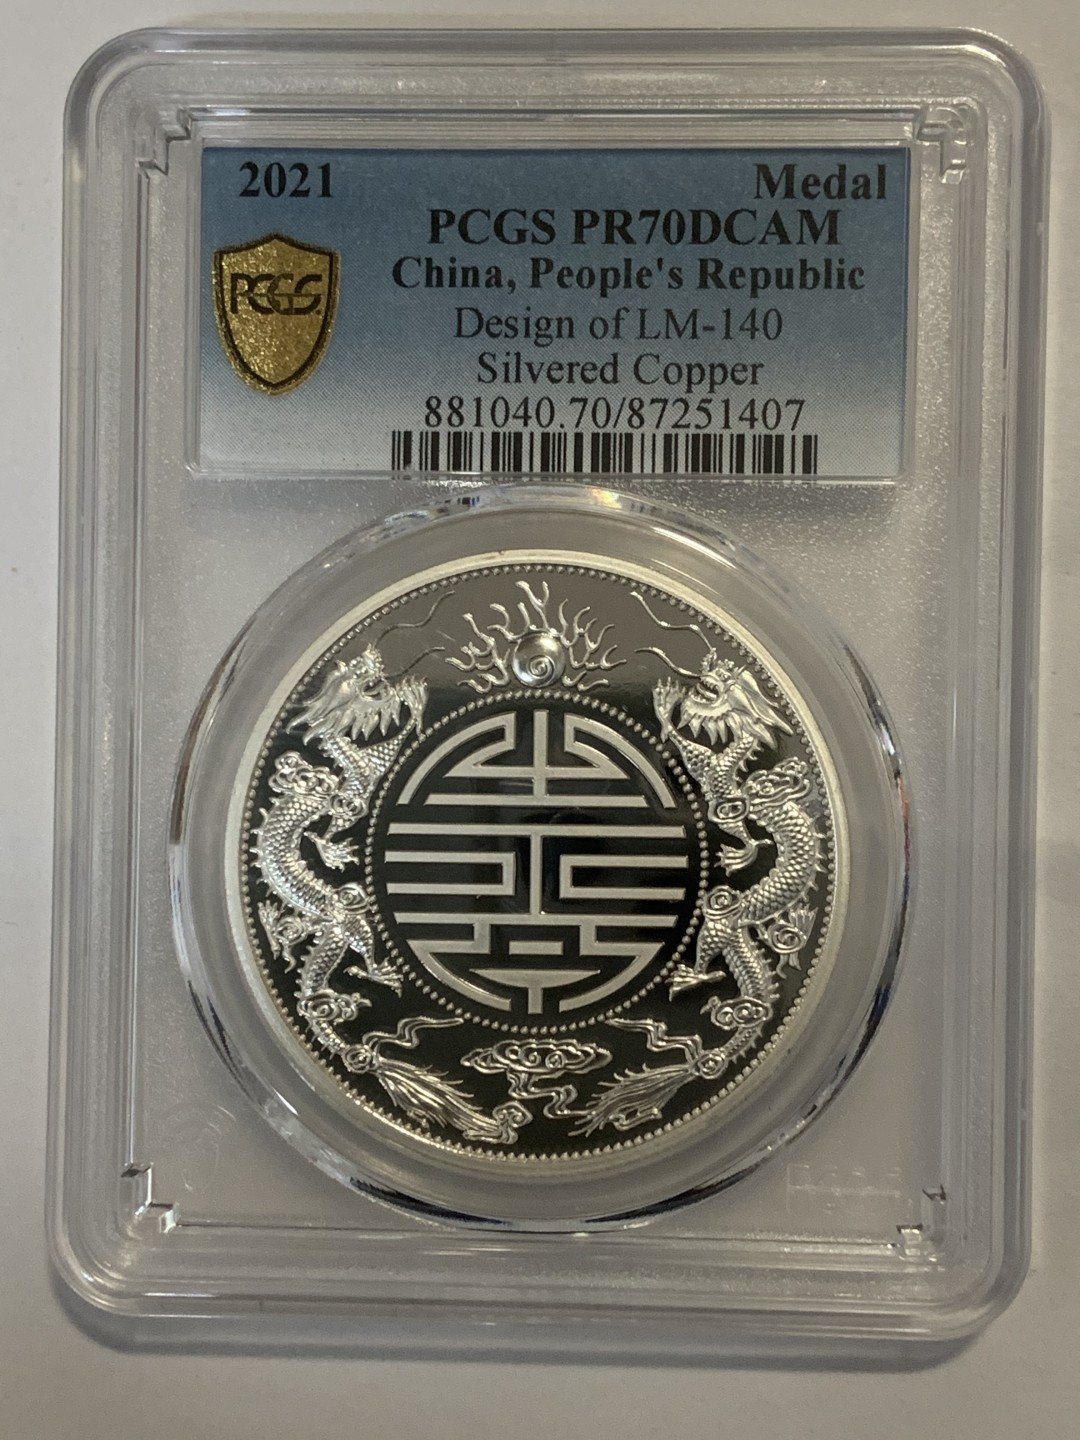 2021 Medal
PCGS PR70DCAM
PCGS
China, People's Republic
Design of LM-140
Silvered Copper
881040.70/87251407